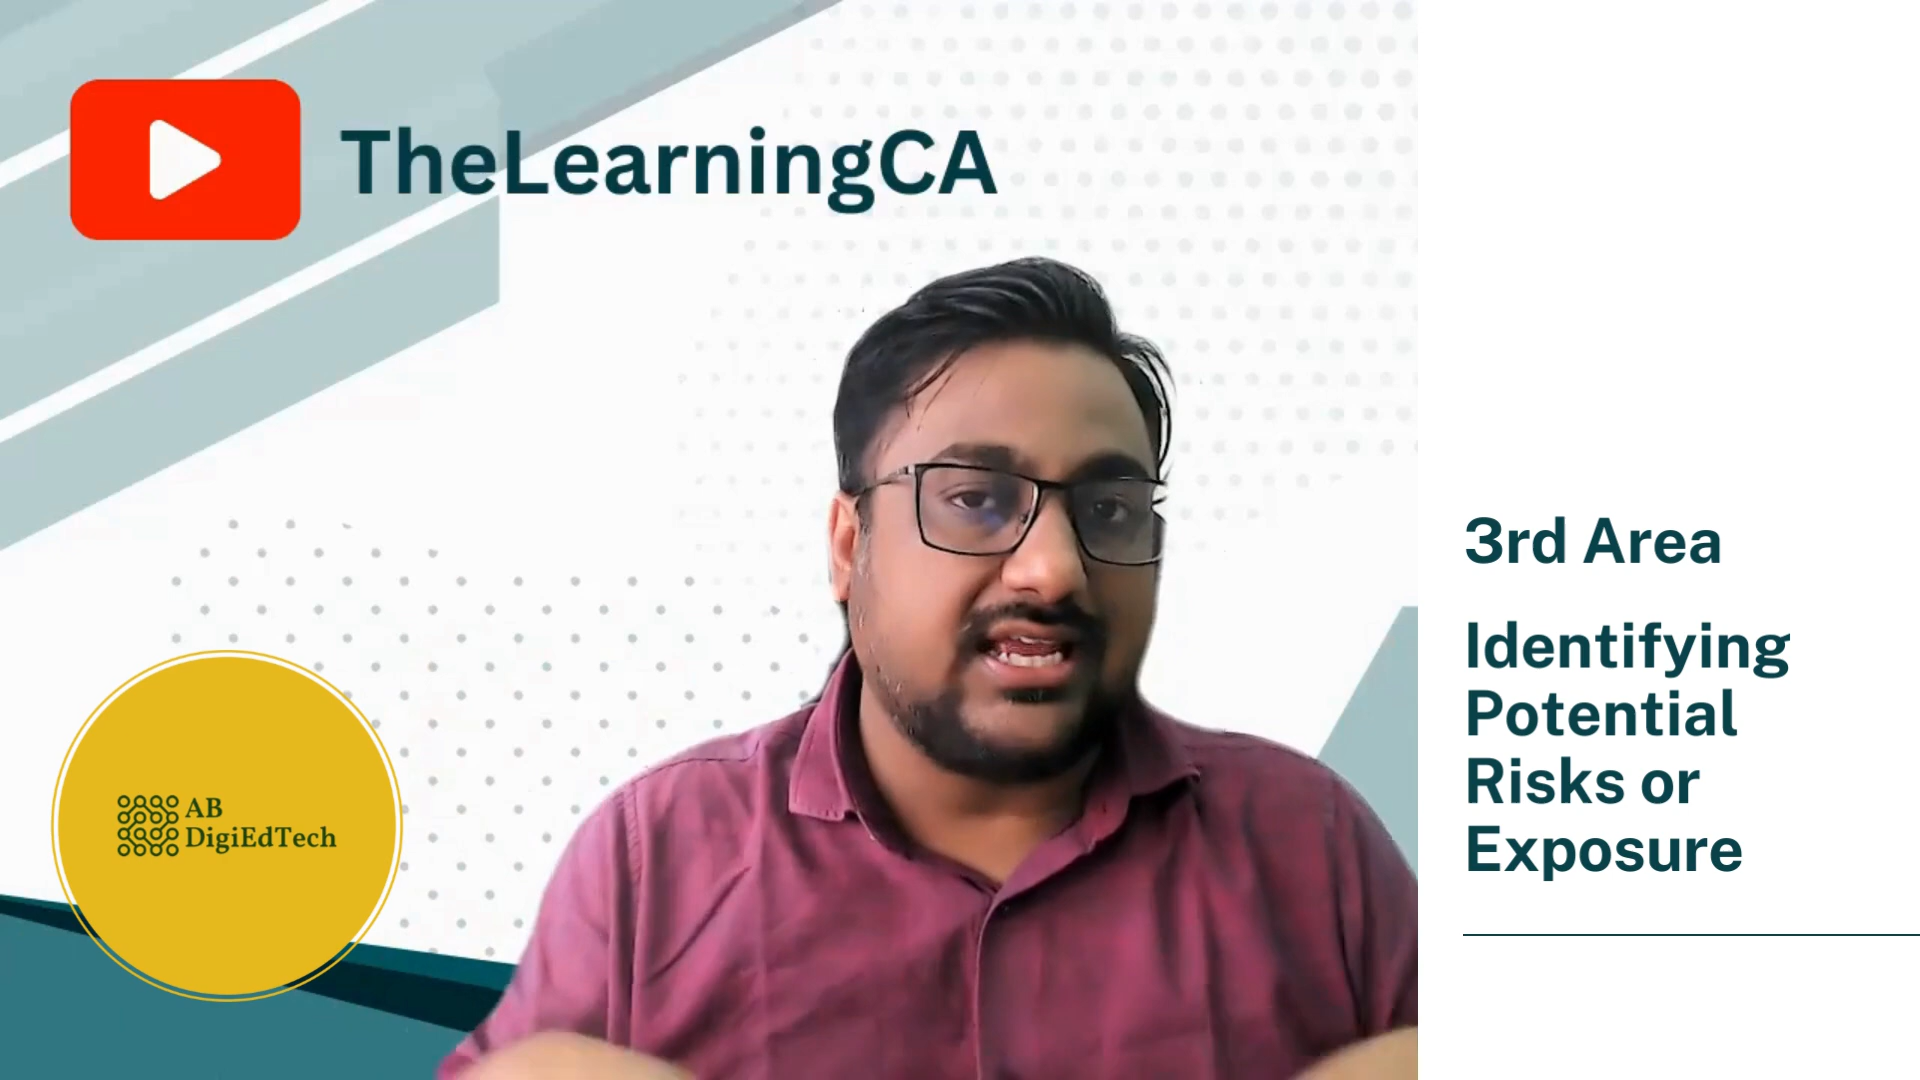 TheLearningCA
AB
DigiEdTech
3rd Area
Identifying
Potential
Risks or
Exposure